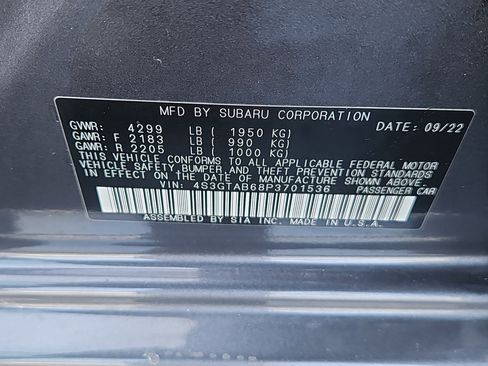 MFD BY SUBARU CORPORATION
GVWR: 4299 LB ( 1950 KG) DATE: 09/22
GAWR: F 2183 LB ( 990 KG)
GAWR: R 2205 LB ( 1000 KG)
THIS VEHICLE CONFORMS TO ALL APPLICABLE FEDERAL MOTOR
VEHICLE SAFETY, BUMPER, AND THEFT PREVENTION STANDARDS
IN EFFECT ON THE DATE OF MANUFACTURE SHOWN ABOVE.
VIN: 4S3GTAB68P3701536 PASSENGER CAR
ASSEMBLED BY SIA INC. MADE IN U.S.A.